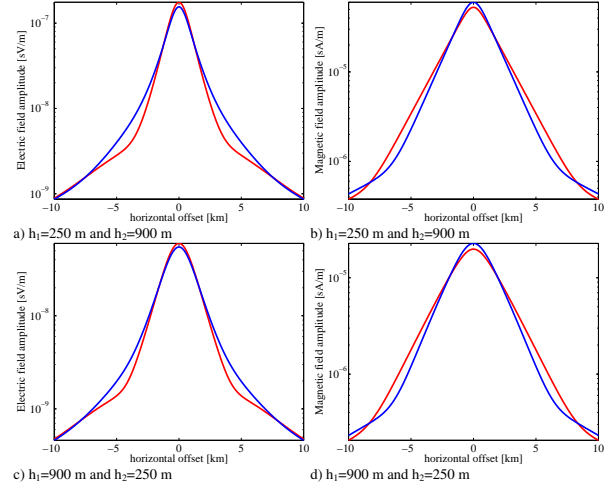 Electric field amplitude [sV/m]
10⁻⁷
10⁻⁸
10⁻⁹
−10 −5 0 5 10
horizontal offset [km]
a) h₁=250 m and h₂=900 m
Magnetic field amplitude [sA/m]
10⁻⁵
10⁻⁶
−10 −5 0 5 10
horizontal offset [km]
b) h₁=250 m and h₂=900 m
Electric field amplitude [sV/m]
10⁻⁸
10⁻⁹
−10 −5 0 5 10
horizontal offset [km]
c) h₁=900 m and h₂=250 m
Magnetic field amplitude [sA/m]
10⁻⁵
10⁻⁶
−10 −5 0 5 10
horizontal offset [km]
d) h₁=900 m and h₂=250 m